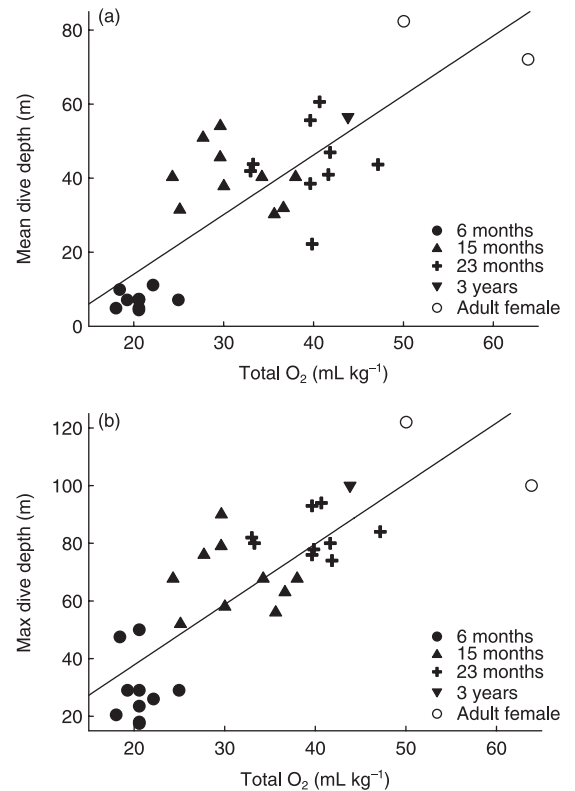 (a)
80
60
40
20
0
Mean dive depth (m)
6 months
15 months
23 months
3 years
Adult female
20 30 40 50 60
Total O₂ (mL kg⁻¹)
(b)
120
100
80
60
40
20
Max dive depth (m)
6 months
15 months
23 months
3 years
Adult female
20 30 40 50 60
Total O₂ (mL kg⁻¹)